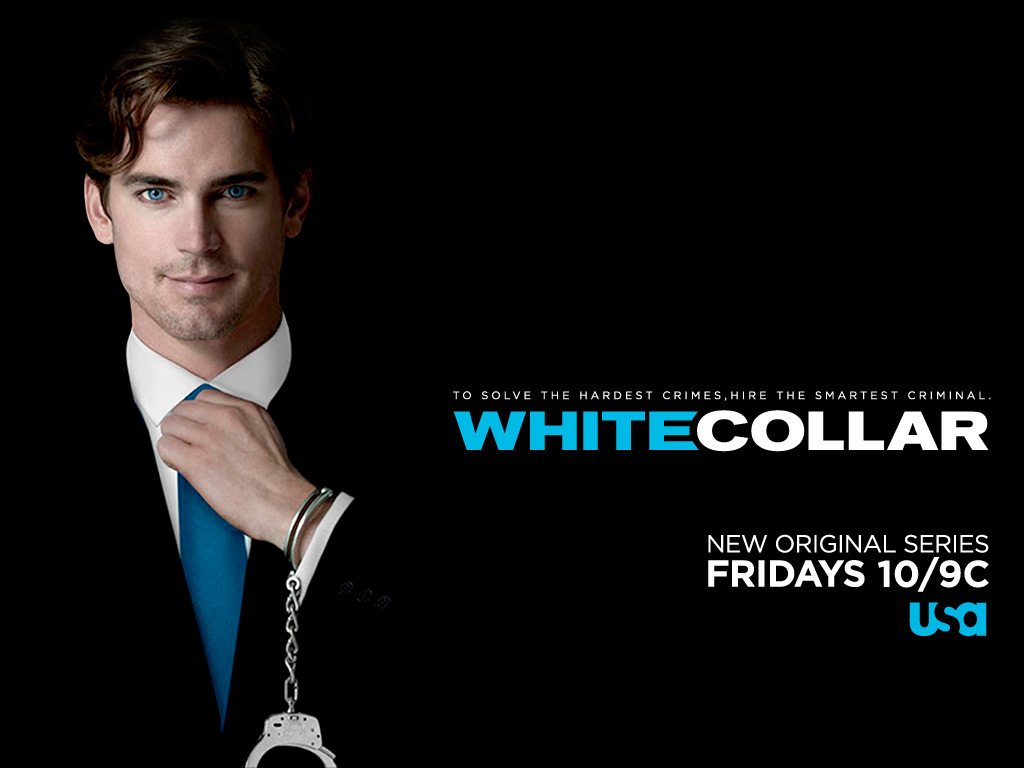 TO SOLVE THE HARDEST CRIMES,HIRE THE SMARTEST CRIMINAL.
WHITECOLLAR
NEW ORIGINAL SERIES
FRIDAYS 10/9C
usa